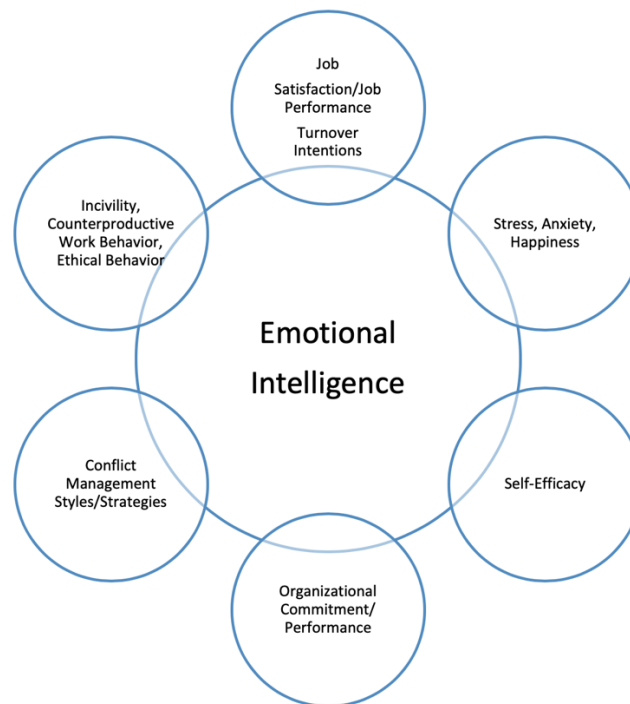 Job
Satisfaction/Job
Performance
Turnover
Intentions
Incivility,
Counterproductive
Work Behavior,
Ethical Behavior
Stress, Anxiety,
Happiness
Emotional
Intelligence
Conflict
Management
Styles/Strategies
Self-Efficacy
Organizational
Commitment/
Performance